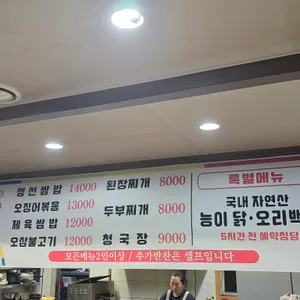 생선쌈밥 14000
오징어볶음 13000
제육쌈밥 12000
오삼불고기 12000
된장찌개 8000
두부찌개 8000
청국장 9000
특별메뉴
국내 자연산
능이 닭·오리백
5시간 전 예약상담
모든메뉴2인이상 / 추가반찬은 셀프입니다